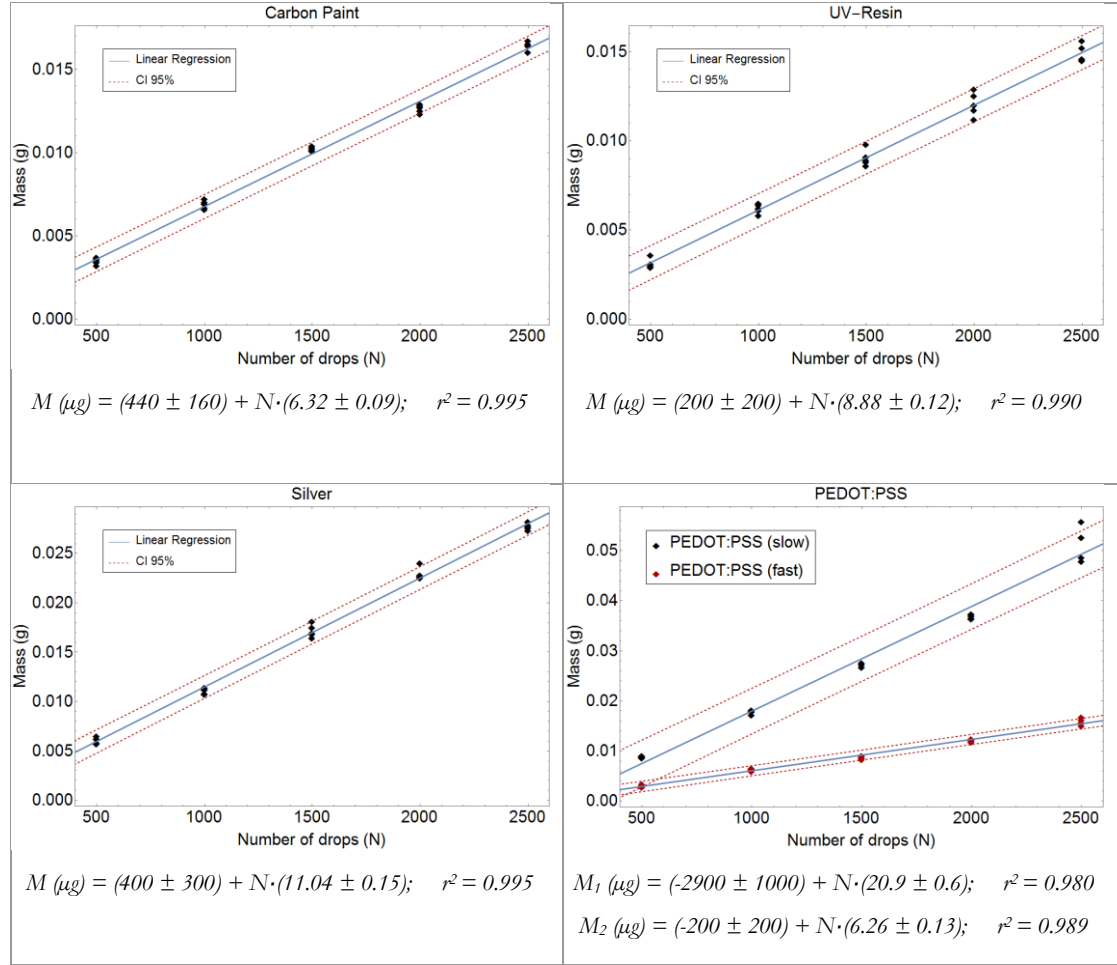 Carbon Paint
Linear Regression
CI 95%
Mass (g)
0.015
0.010
0.005
0.000
500 1000 1500 2000 2500
Number of drops (N)
M (μg) = (440 ± 160) + N·(6.32 ± 0.09); r² = 0.995
UV−Resin
Linear Regression
CI 95%
Mass (g)
0.015
0.010
0.005
0.000
500 1000 1500 2000 2500
Number of drops (N)
M (μg) = (200 ± 200) + N·(8.88 ± 0.12); r² = 0.990
Silver
Linear Regression
CI 95%
Mass (g)
0.025
0.020
0.015
0.010
0.005
0.000
500 1000 1500 2000 2500
Number of drops (N)
M (μg) = (400 ± 300) + N·(11.04 ± 0.15); r² = 0.995
PEDOT:PSS
PEDOT:PSS (slow)
PEDOT:PSS (fast)
Mass (g)
0.05
0.04
0.03
0.02
0.01
0.00
500 1000 1500 2000 2500
Number of drops (N)
M₁ (μg) = (-2900 ± 1000) + N·(20.9 ± 0.6); r² = 0.980
M₂ (μg) = (-200 ± 200) + N·(6.26 ± 0.13); r² = 0.989